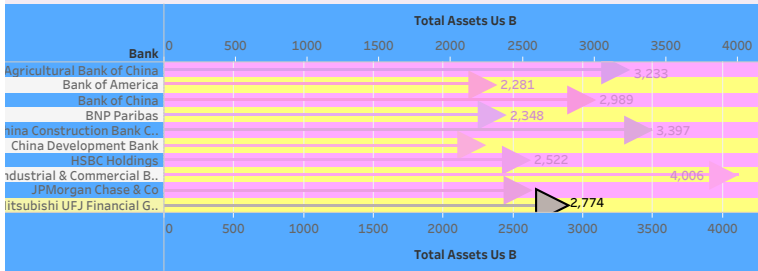 Total Assets Us B
Bank
0 500 1000 1500 2000 2500 3000 3500 4000
Agricultural Bank of China 3,233
Bank of America 2,281
Bank of China 2,989
BNP Paribas 2,348
hina Construction Bank C.. 3,397
China Development Bank
HSBC Holdings 2,522
ndustrial & Commercial B.. 4,006
JPMorgan Chase & Co
itsubishi UFJ Financial G.. 2,774
0 500 1000 1500 2000 2500 3000 3500 4000
Total Assets Us B